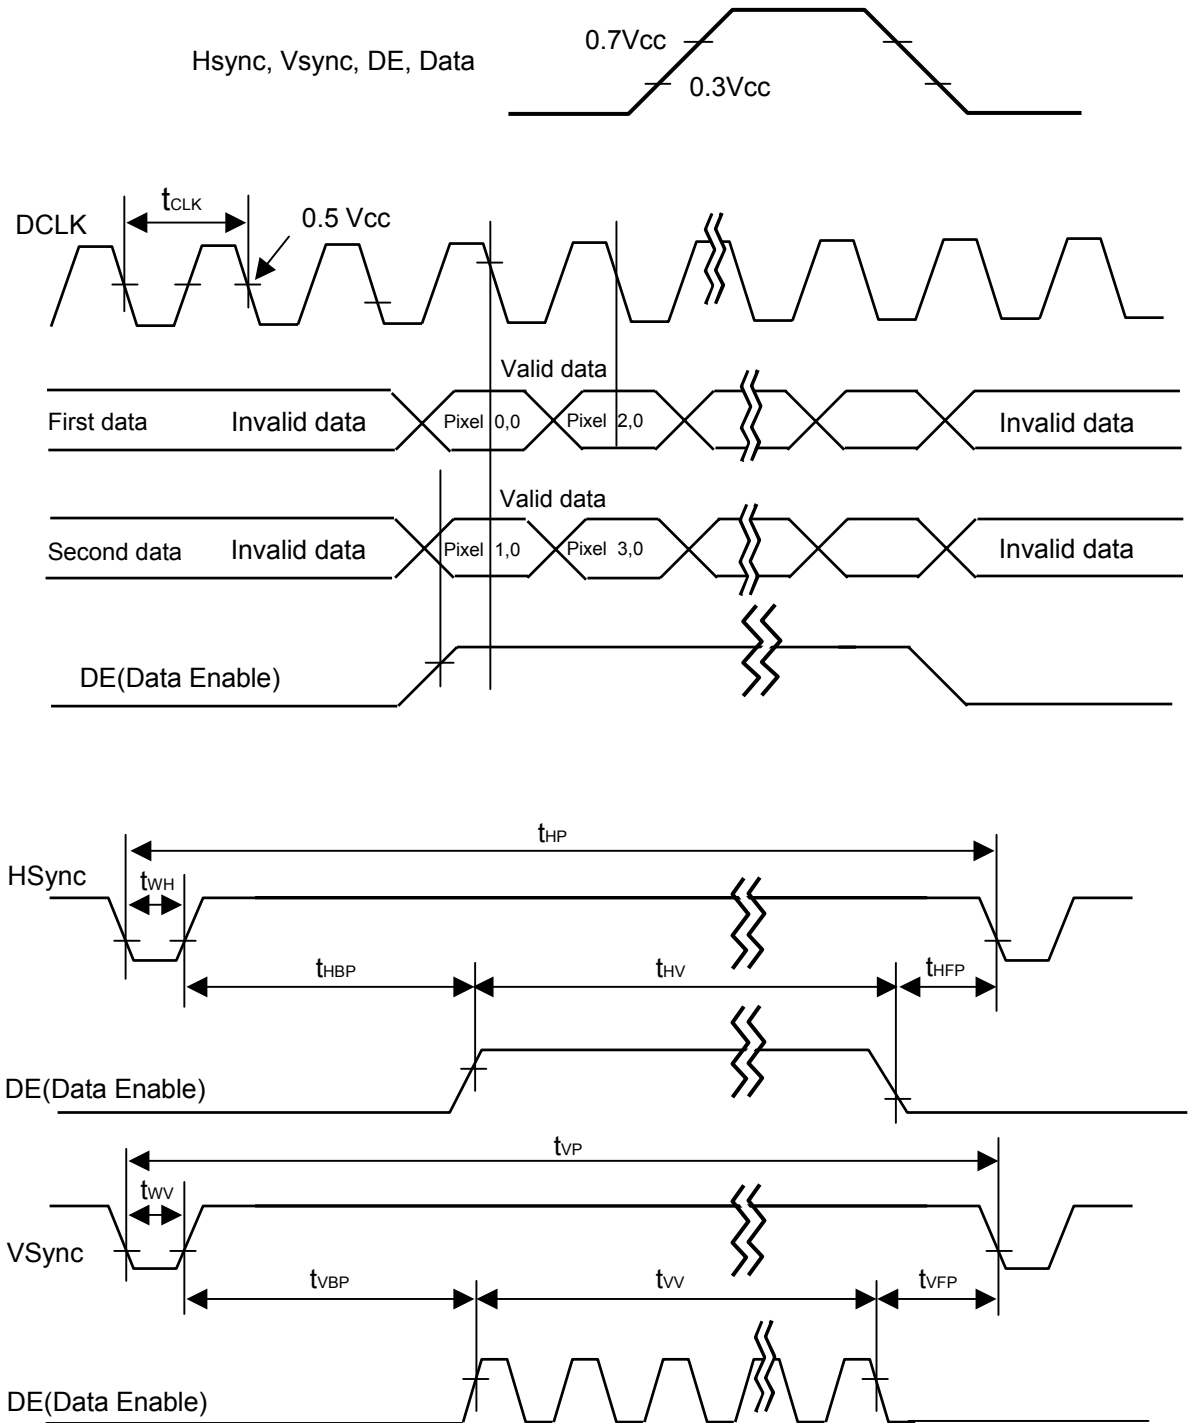 0.7Vcc
Hsync, Vsync, DE, Data
0.3Vcc
tCLK
DCLK
0.5 Vcc
Valid data
First data
Invalid data
Pixel 0,0
Pixel 2,0
Invalid data
Valid data
Second data
Invalid data
Pixel 1,0
Pixel 3,0
Invalid data
DE(Data Enable)
tHP
HSync
tWH
tHBP
tHV
tHFP
DE(Data Enable)
tVP
tWV
VSync
tVBP
tVV
tVFP
DE(Data Enable)